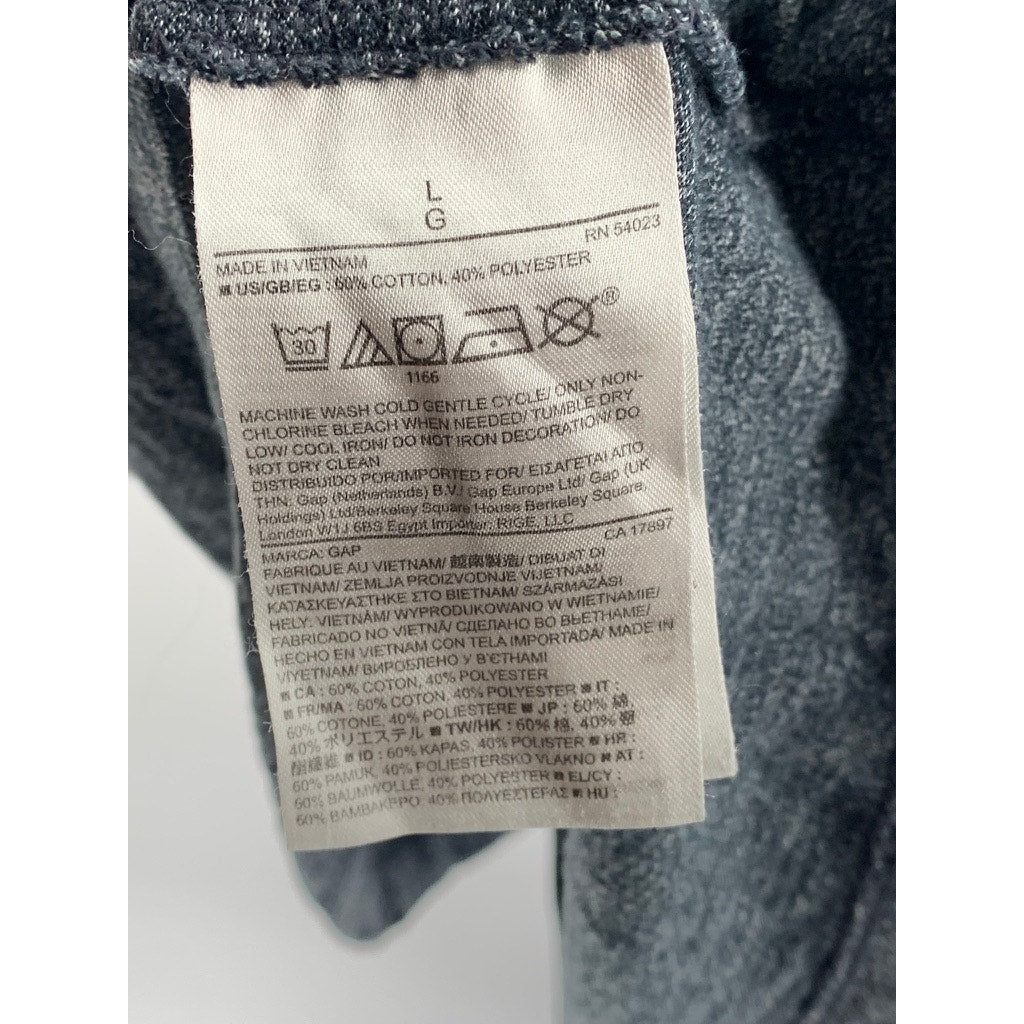 L
G
RN 54023
MADE IN VIETNAM
US/GB/EG : 60% COTTON, 40% POLYESTER
30
®
1166
MACHINE WASH COLD GENTLE CYCLE/ ONLY NON-
CHLORINE BLEACH WHEN NEEDED/ TUMBLE DRY
LOW/ COOL IRON/ DO NOT IRON DECORATION/ DO
NOT DRY CLEAN
DISTRIBUIDO POR/IMPORTED FOR/ ΕΙΣΑΓΕΤΑΙ ΑΠΟ
THN: Gap (Netherlands) B.V./ Gap Europe Ltd/ Gap (UK
Holdings) Ltd/Berkeley Square House Berkeley Square,
London W1J 6BS Egypt Importer: RIGE, LLC
CA 17897
MARCA: GAP
FABRIQUE AU VIETNAM/ 越南製造/ DIBUAT DI
VIETNAM/ ZEMLJA PROIZVODNJE VIJETNAM/
ΚΑΤΑΣΚΕΥΑΣΤΗΚΕ ΣΤΟ ΒΙΕΤΝΑΜ/ SZÁRMAZÁSI
HELY: VIETNÁM/ WYPRODUKOWANO W WIETNAMIE/
FABRICADO NO VIETNÃ/ СДЕЛАНО ВО ВЬЕТНАМЕ/
HECHO EN VIETNAM CON TELA IMPORTADA/ MADE IN
VIYETNAM/ ВИРОБЛЕНО У В'ЄТНАМІ
CA : 60% COTON, 40% POLYESTER
FR/MA : 60% COTON, 40% POLYESTER IT :
60% COTONE, 40% POLIESTERE JP : 60% 綿,
40% ポリエステル TW/HK : 60% 棉, 40% 聚
酯纖維 ID : 60% KAPAS, 40% POLISTER HR :
60% PAMUK, 40% POLIESTERSKO VLAKNO AT :
60% BAUMWOLLE, 40% POLYESTER EL/CY :
60% ΒΑΜΒΑΚΕΡΟ, 40% ΠΟΛΥΕΣΤΕΡΑΣ HU :